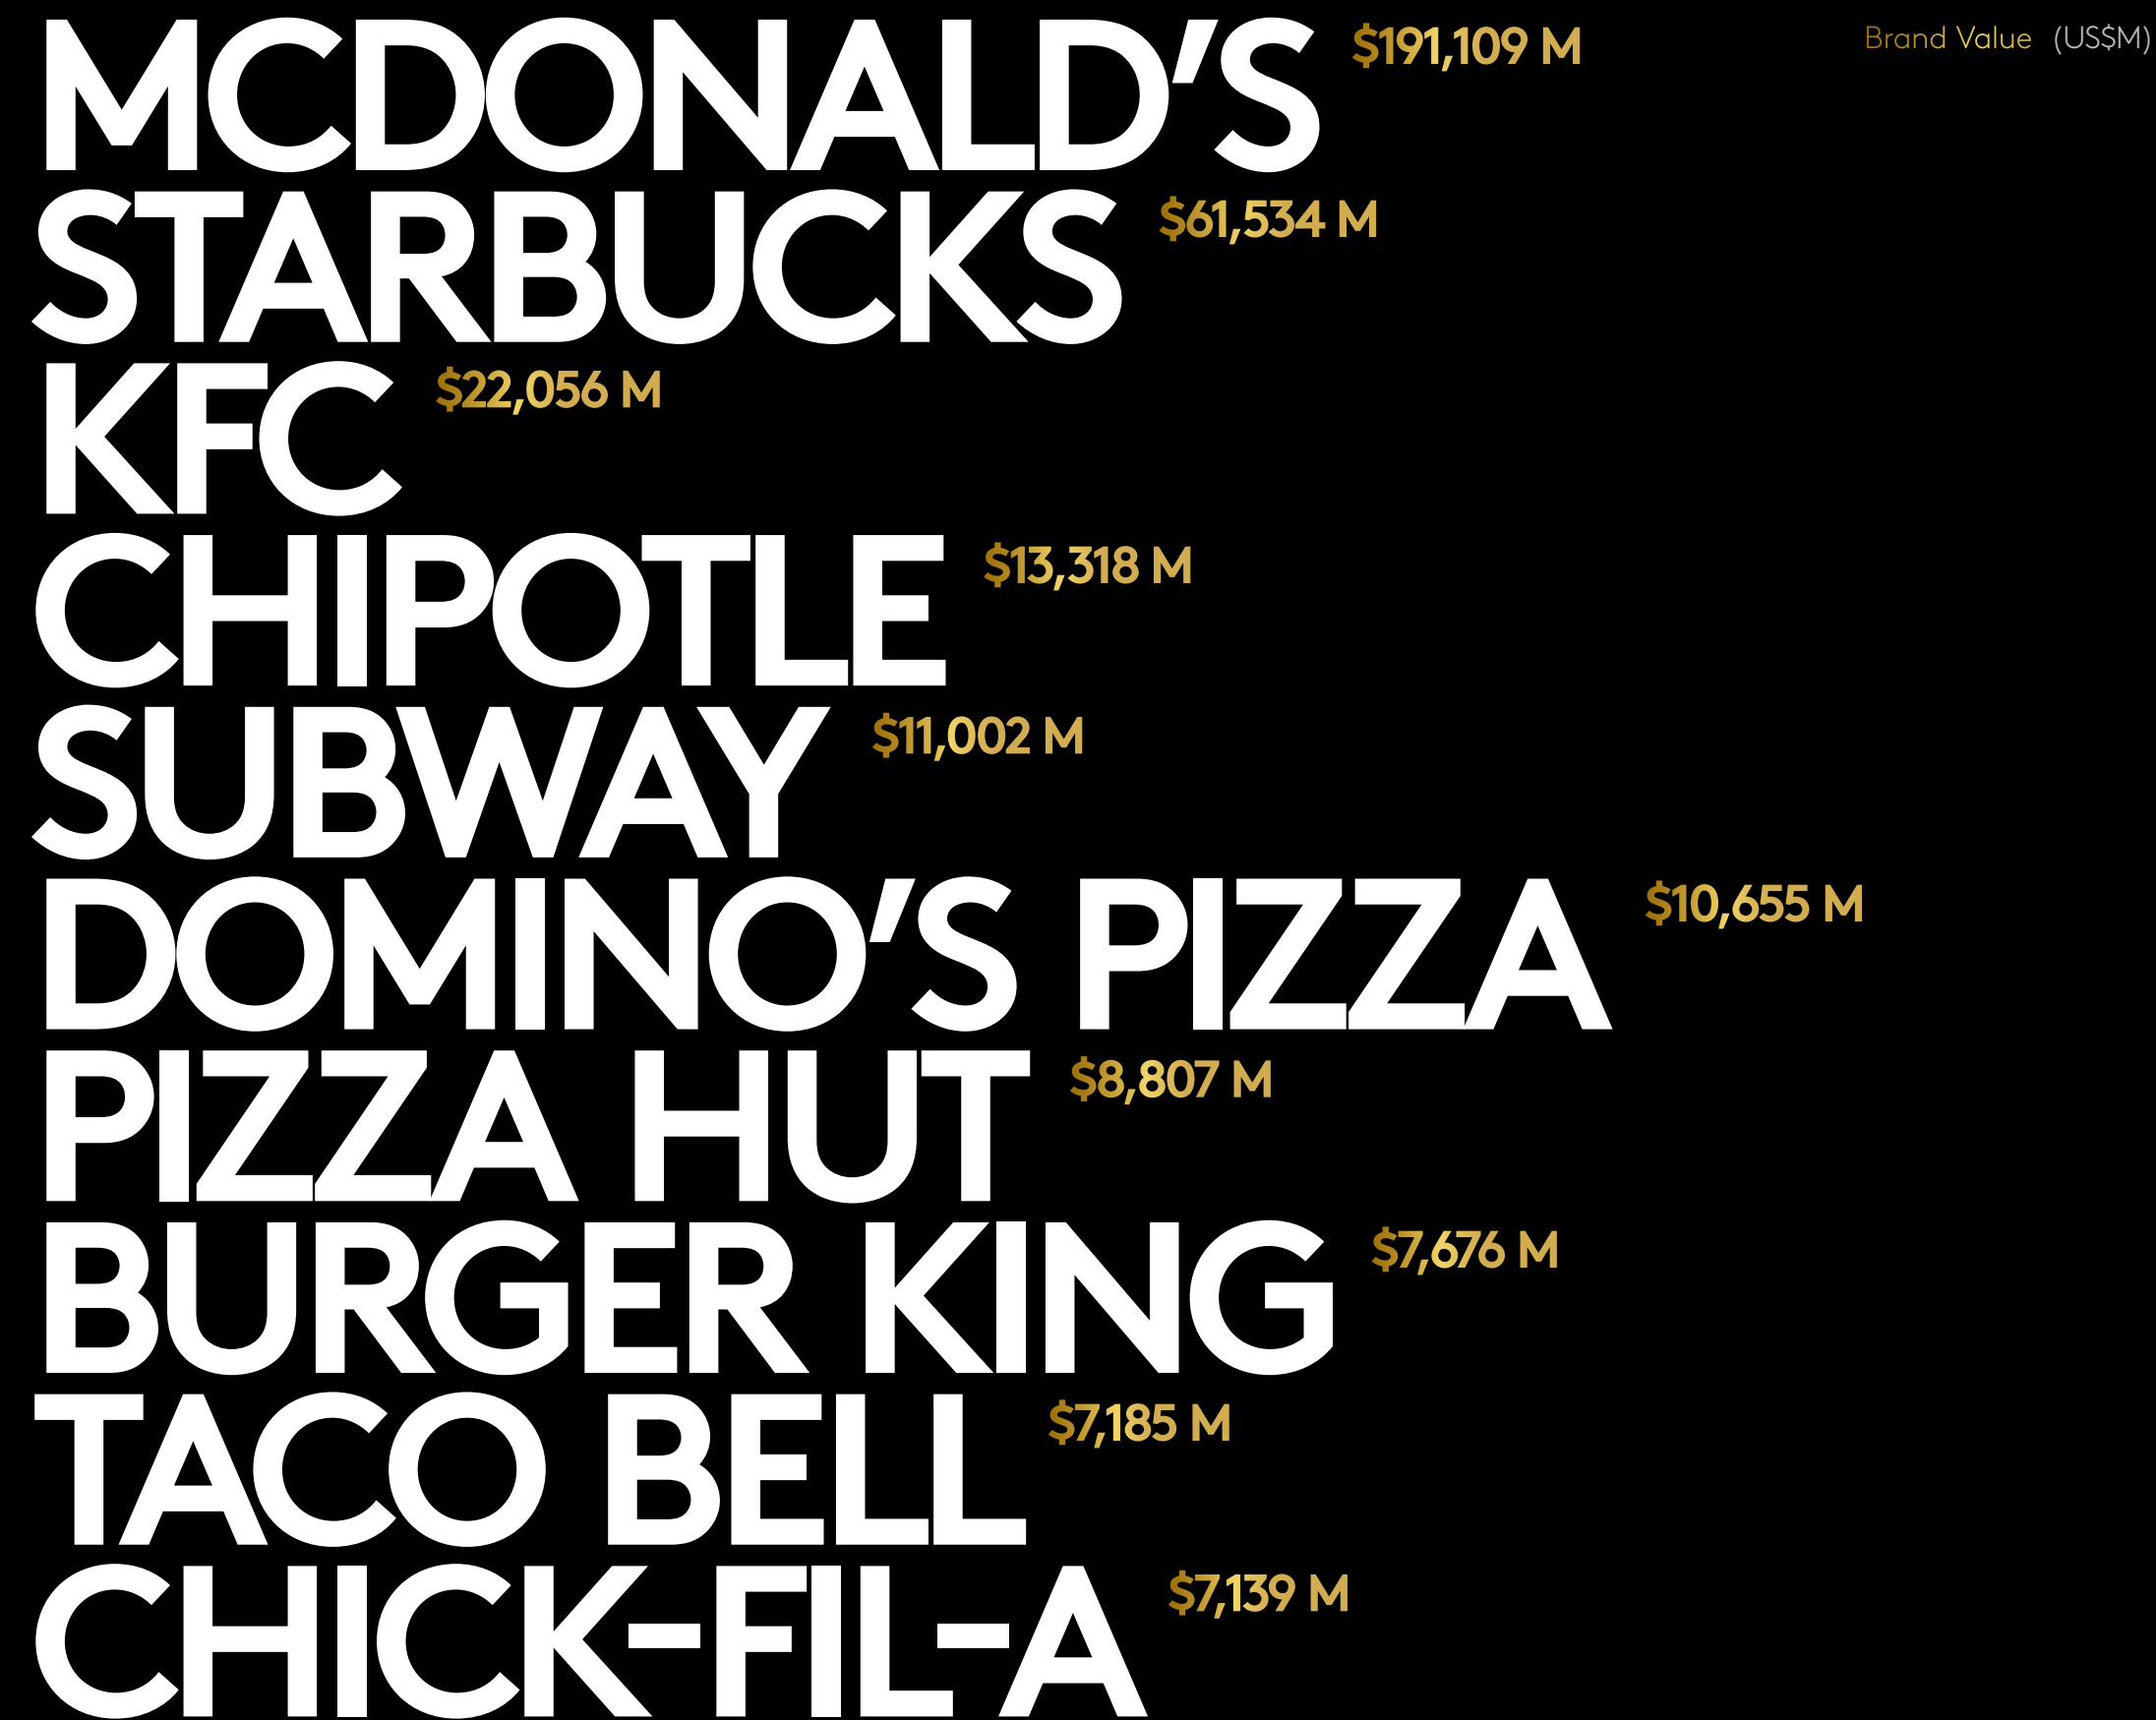 MCDONALD'S $191,109 M Brand Value (US$M)
STARBUCKS $61,534 M
KFC $22,056 M
CHIPOTLE $13,318 M
SUBWAY $11,002 M
DOMINO'S PIZZA $10,655 M
PIZZA HUT $8,807 M
BURGER KING $7,676 M
TACO BELL $7,185 M
CHICK-FIL-A $7,139 M